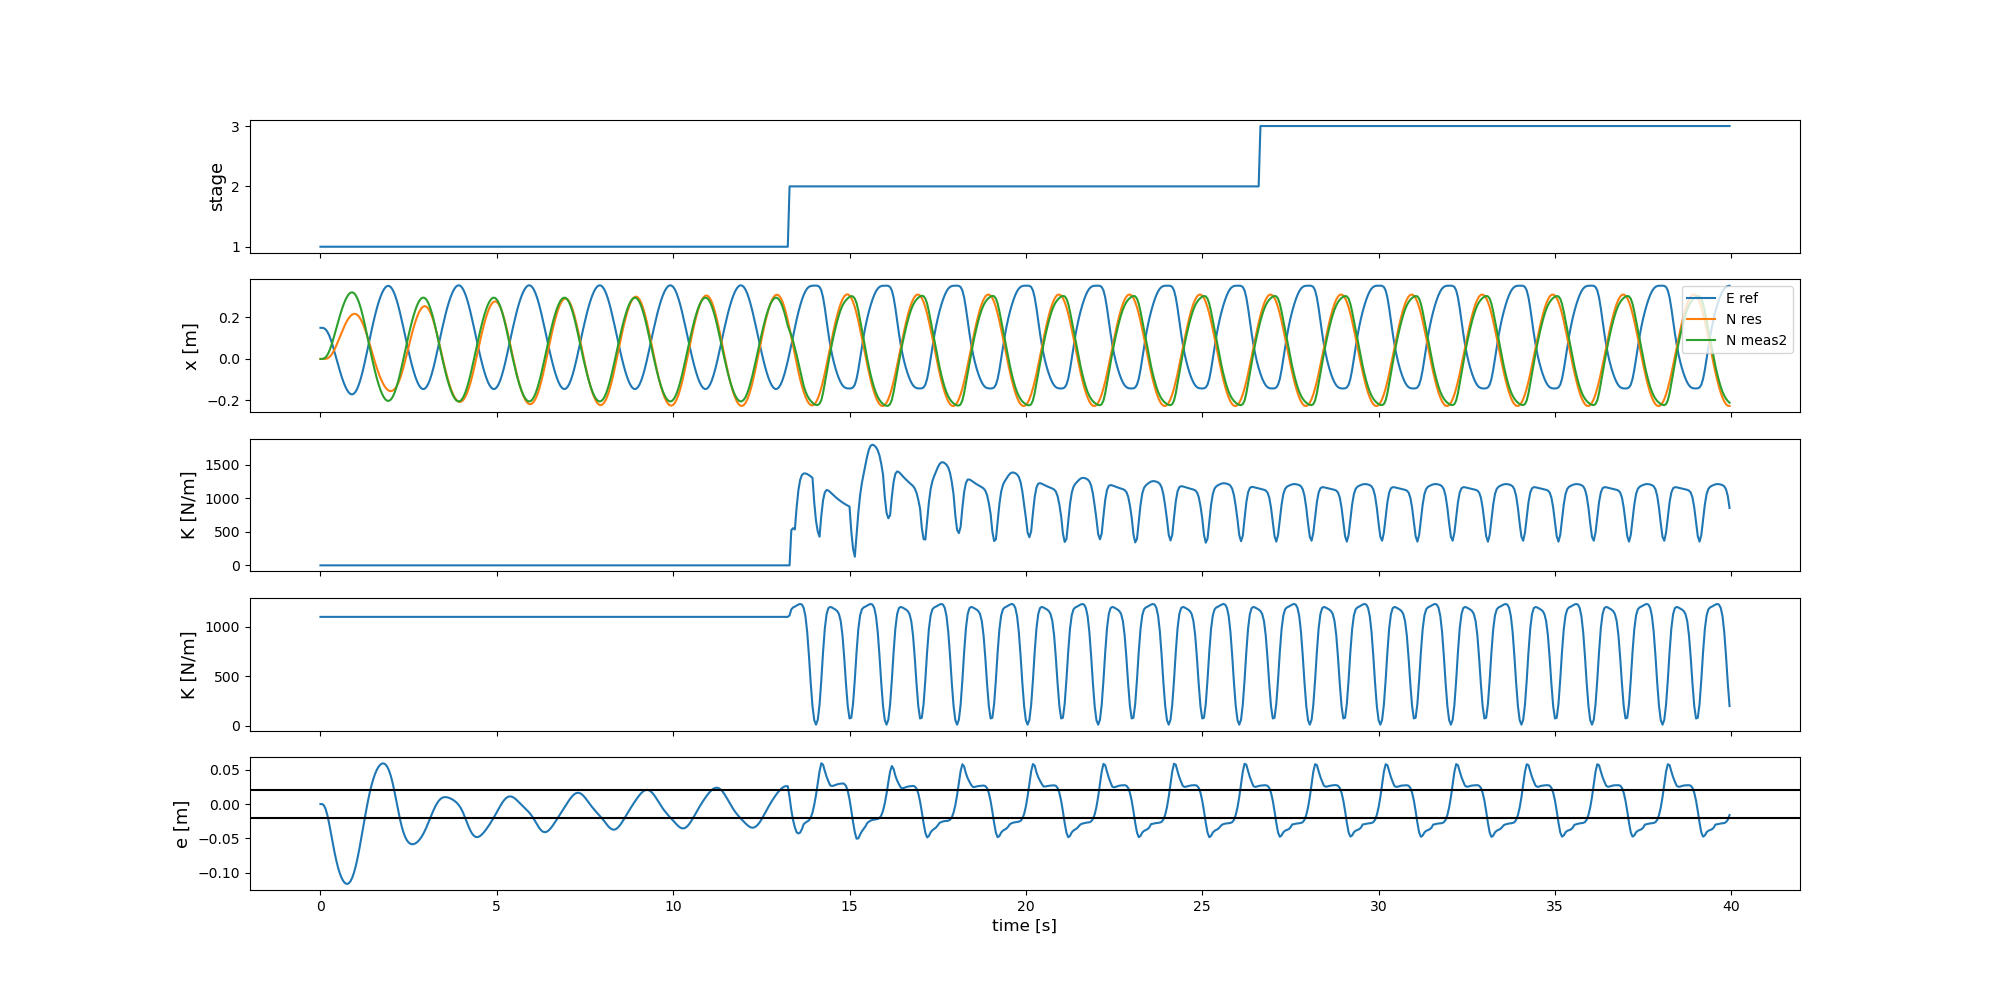 stage
3
2
1
x [m]
0.2
0.0
−0.2
E ref
N res
N meas2
K [N/m]
1500
1000
500
0
K [N/m]
1000
500
0
e [m]
0.05
0.00
−0.05
−0.10
0 5 10 15 20 25 30 35 40
time [s]